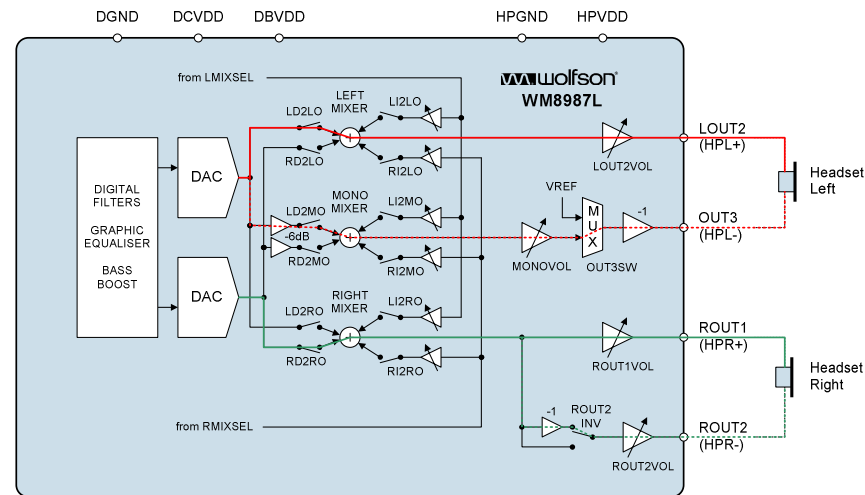 DGND DCVDD DBVDD HPGND HPVDD
from LMIXSEL
wolfson®
WM8987L
LEFT
MIXER
LD2LO
LI2LO
LOUT2
(HPL+)
LOUT2VOL
RD2LO
RI2LO
DAC
DIGITAL
FILTERS
GRAPHIC
EQUALISER
BASS
BOOST
Headset
Left
MONO
MIXER
LD2MO
LI2MO
VREF
MUX
-1
OUT3
(HPL-)
-6dB
RD2MO
RI2MO
MONOVOL
OUT3SW
DAC
RIGHT
MIXER
LD2RO
LI2RO
ROUT1
(HPR+)
RD2RO
RI2RO
ROUT1VOL
Headset
Right
from RMIXSEL
-1
ROUT2
INV
ROUT2
(HPR-)
ROUT2VOL